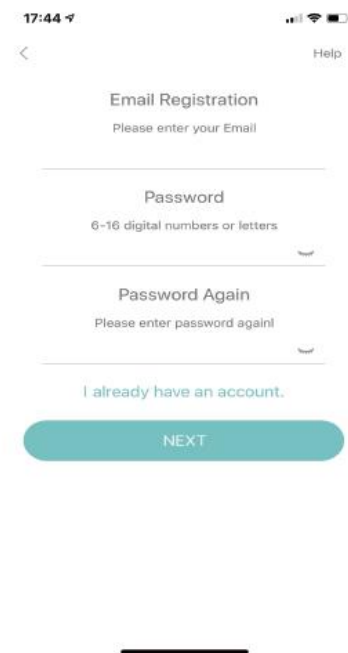 17:44
Help
Email Registration
Please enter your Email
Password
6-16 digital numbers or letters
Password Again
Please enter password again!
I already have an account.
NEXT